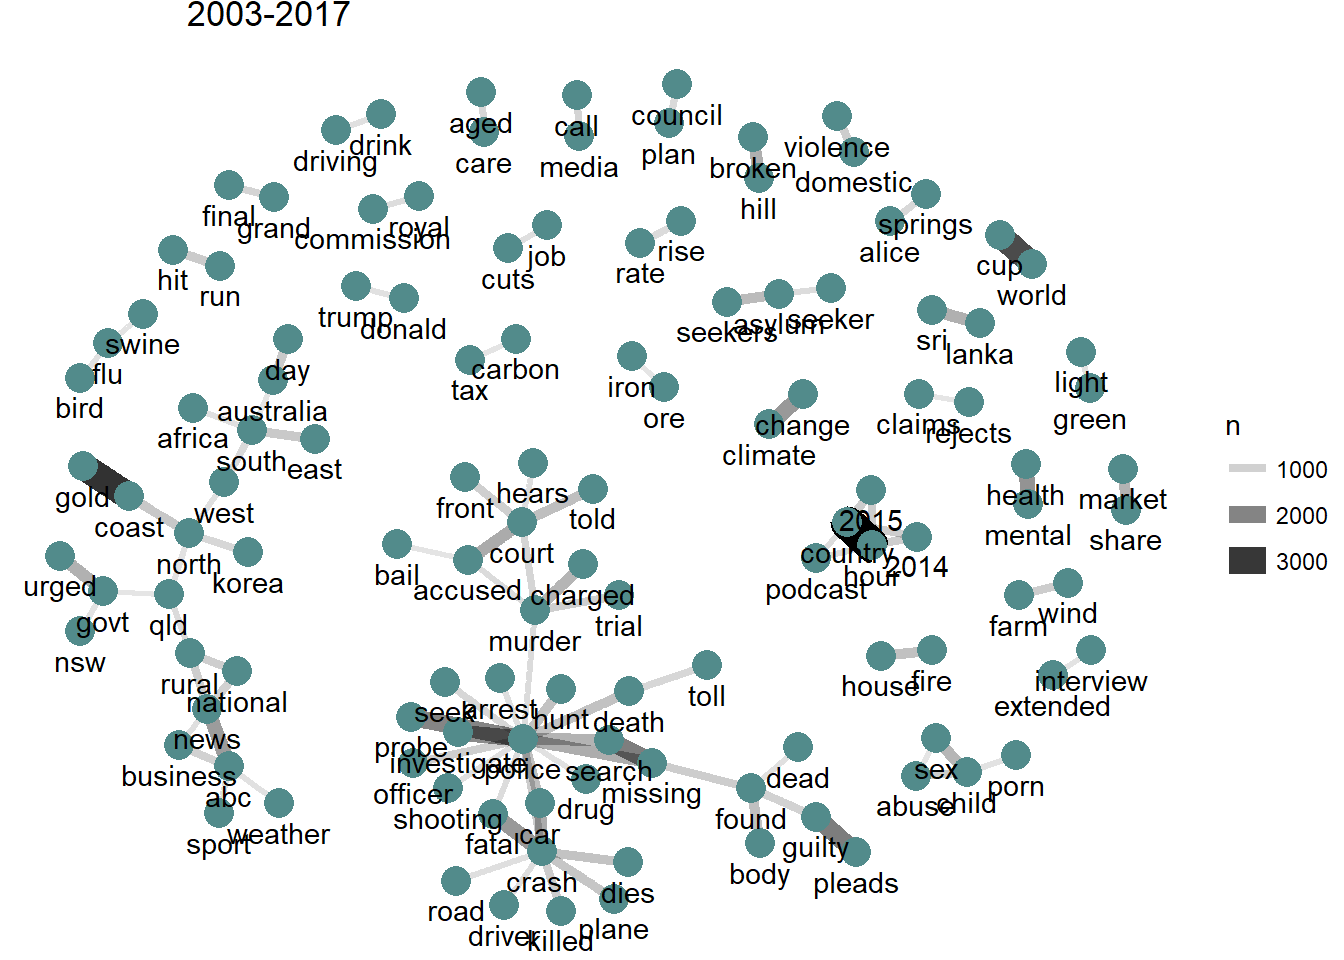 2003-2017
council
aged
call
drink
violence
driving
plan
care
media
broken
domestic
hill
final
springs
grand
royal
commission
job
rise
alice
cup
hit
cuts
rate
run
world
trump
seeker
asylum
seekers
donald
swine
sri
lanka
day
carbon
flu
light
tax
iron
bird
australia
ore
green
change
claims
africa
rejects
climate
south
east
hears
health
gold
market
front
west
told
2015
coast
mental
share
court
country
north
2014
bail
hour
korea
urged
podcast
accused
charged
govt
wind
qld
farm
trial
murder
nsw
rural
house
fire
interview
toll
national
extended
arrest
seek
hunt
death
news
probe
investigate
police
search
sex
business
dead
missing
porn
officer
abc
child
abuse
drug
shooting
found
weather
car
sport
fatal
guilty
body
crash
pleads
dies
road
plane
driver
killed
n
1000
2000
3000